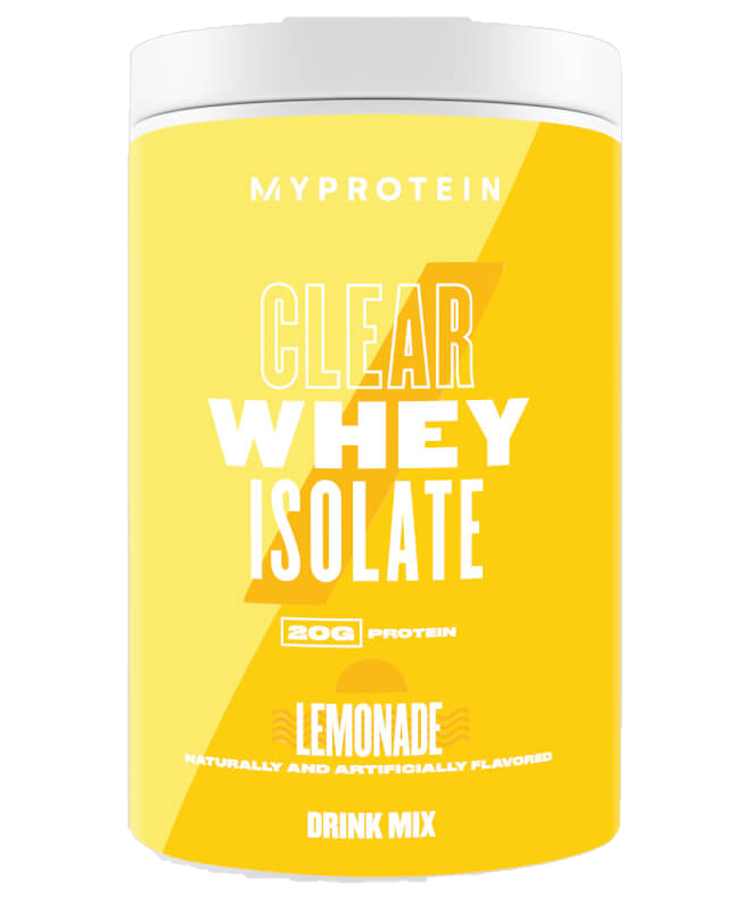 MYPROTEIN
CLEAR
WHEY
ISOLATE
20G PROTEIN
LEMONADE
NATURALLY AND ARTIFICIALLY FLAVORED
DRINK MIX